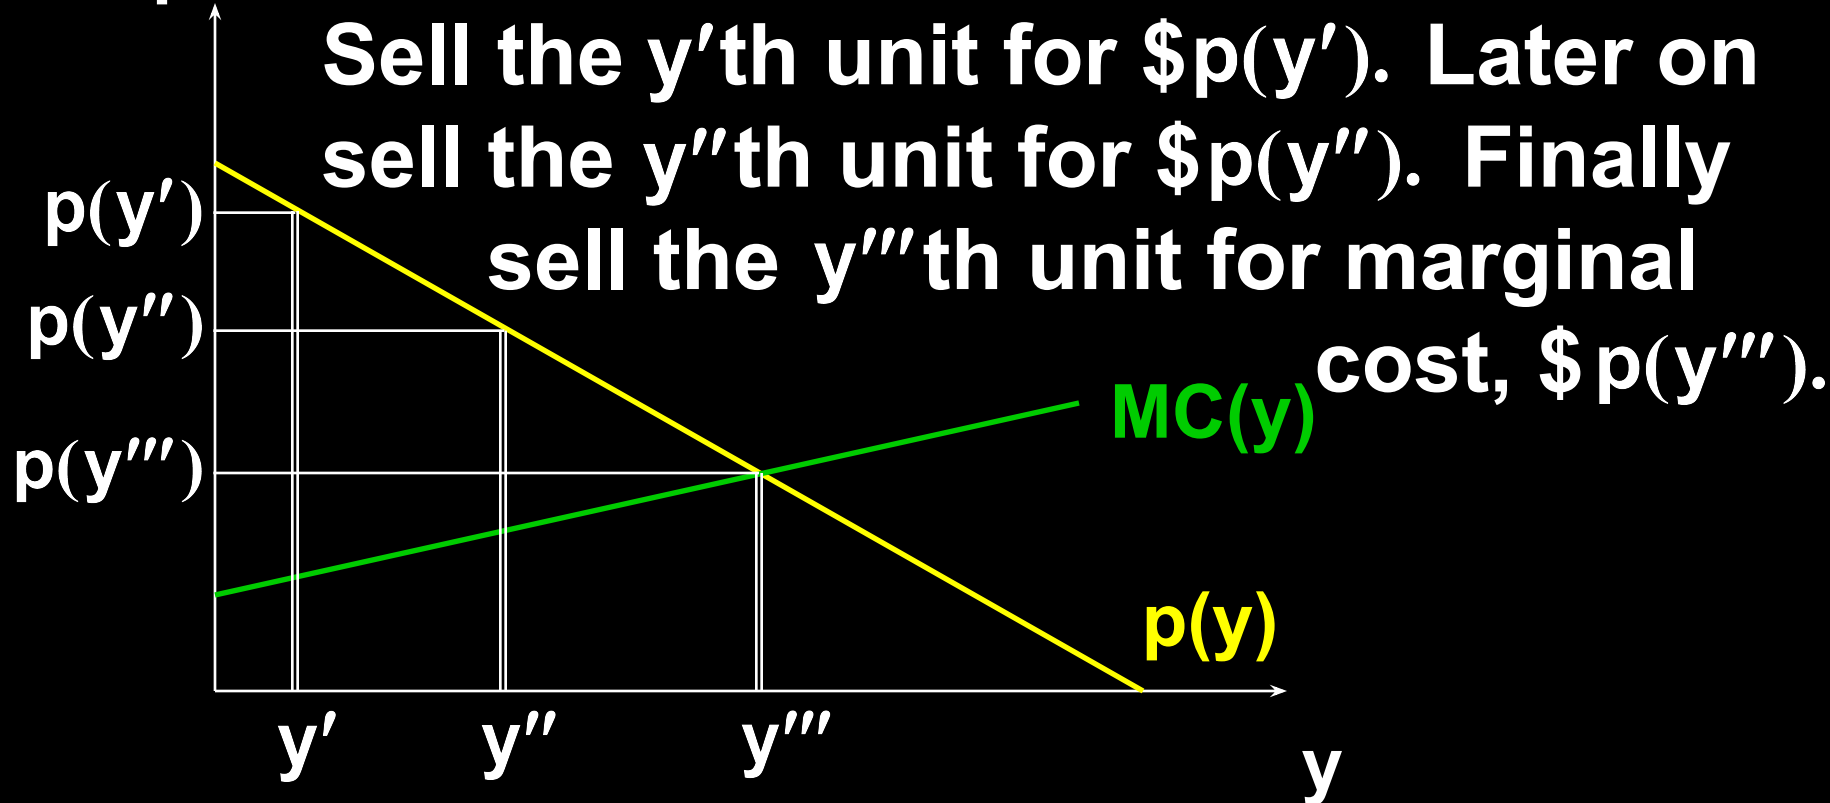 Sell the y′th unit for $p(y′). Later on
sell the y″th unit for $p(y″). Finally
sell the y‴th unit for marginal
cost, $p(y‴).
p(y′)
p(y″)
p(y‴)
MC(y)
p(y)
y′ y″ y‴
y